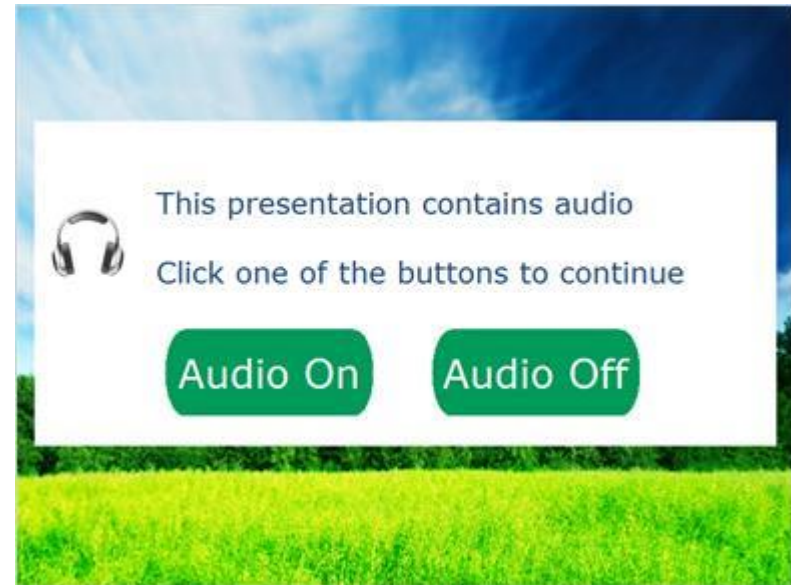 This presentation contains audio
Click one of the buttons to continue
Audio On Audio Off